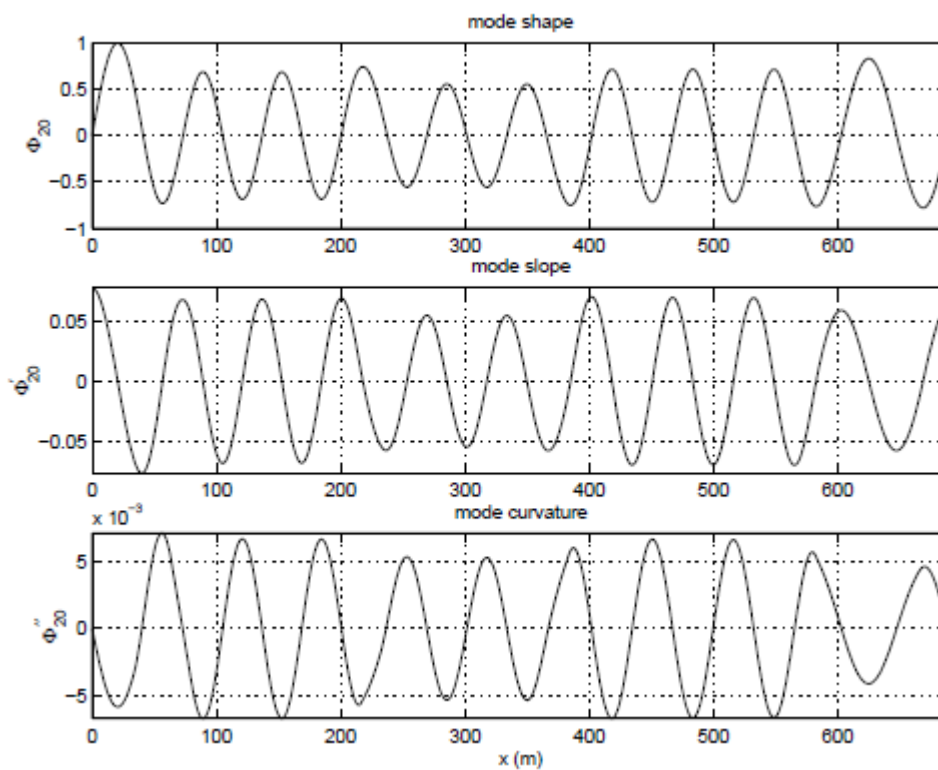 mode shape
1
0.5
0
−0.5
−1
Φ20
0 100 200 300 400 500 600
mode slope
0.05
0
−0.05
Φ′20
0 100 200 300 400 500 600
x 10−3
mode curvature
5
0
−5
Φ′′20
0 100 200 300 400 500 600
x (m)